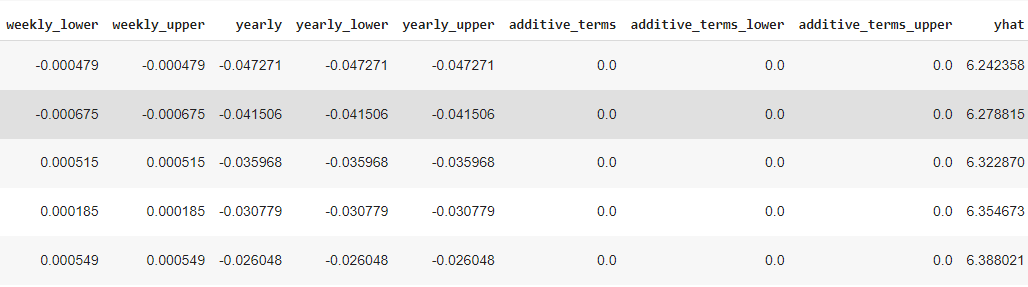 weekly_lower weekly_upper yearly yearly_lower yearly_upper additive_terms additive_terms_lower additive_terms_upper yhat
-0.000479 -0.000479 -0.047271 -0.047271 -0.047271 0.0 0.0 0.0 6.242358
-0.000675 -0.000675 -0.041506 -0.041506 -0.041506 0.0 0.0 0.0 6.278815
0.000515 0.000515 -0.035968 -0.035968 -0.035968 0.0 0.0 0.0 6.322870
0.000185 0.000185 -0.030779 -0.030779 -0.030779 0.0 0.0 0.0 6.354673
0.000549 0.000549 -0.026048 -0.026048 -0.026048 0.0 0.0 0.0 6.388021